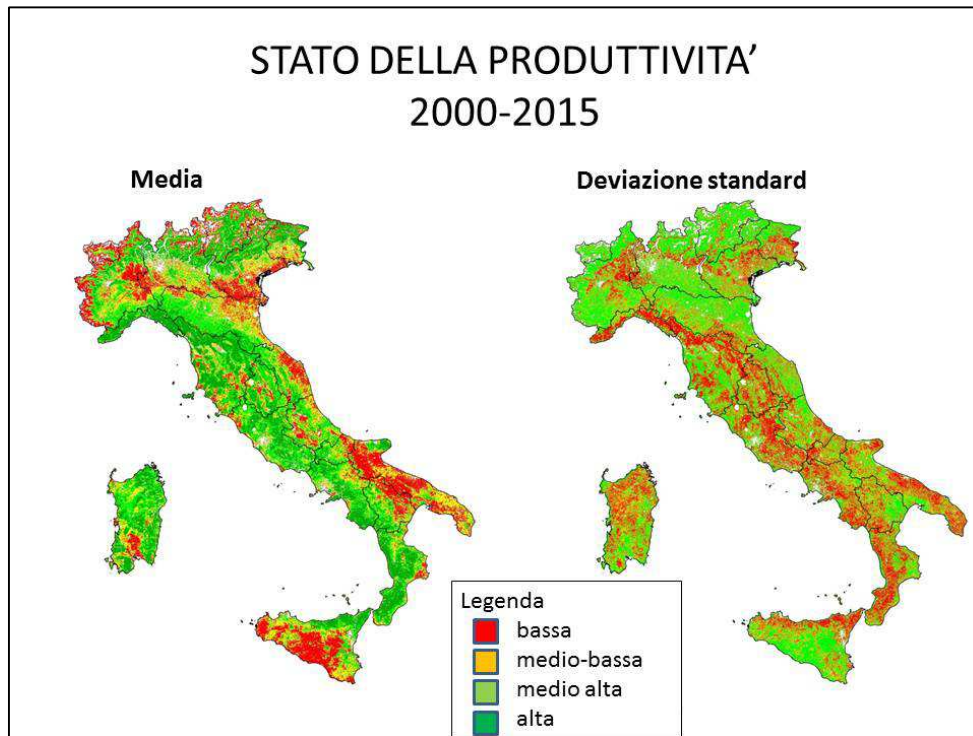 STATO DELLA PRODUTTIVITA’
2000-2015
Media
Deviazione standard
Legenda
bassa
medio-bassa
medio alta
alta